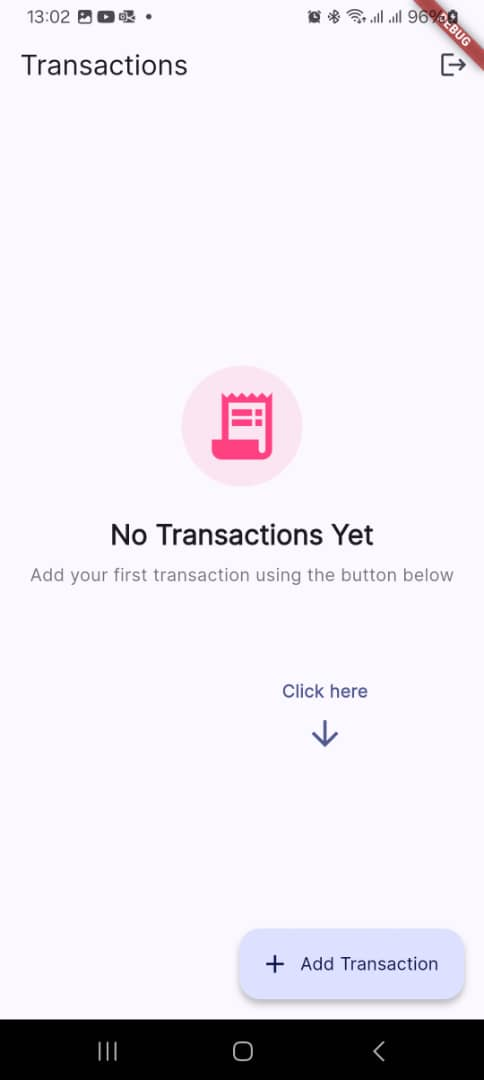 13:02
96%
DEBUG
Transactions
No Transactions Yet
Add your first transaction using the button below
Click here
Add Transaction